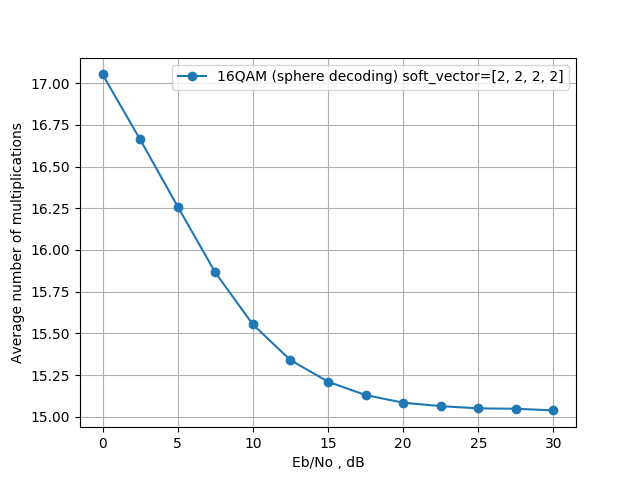 16QAM (sphere decoding) soft_vector=[2, 2, 2, 2]
Average number of multiplications
17.00
16.75
16.50
16.25
16.00
15.75
15.50
15.25
15.00
0 5 10 15 20 25 30
Eb/No , dB